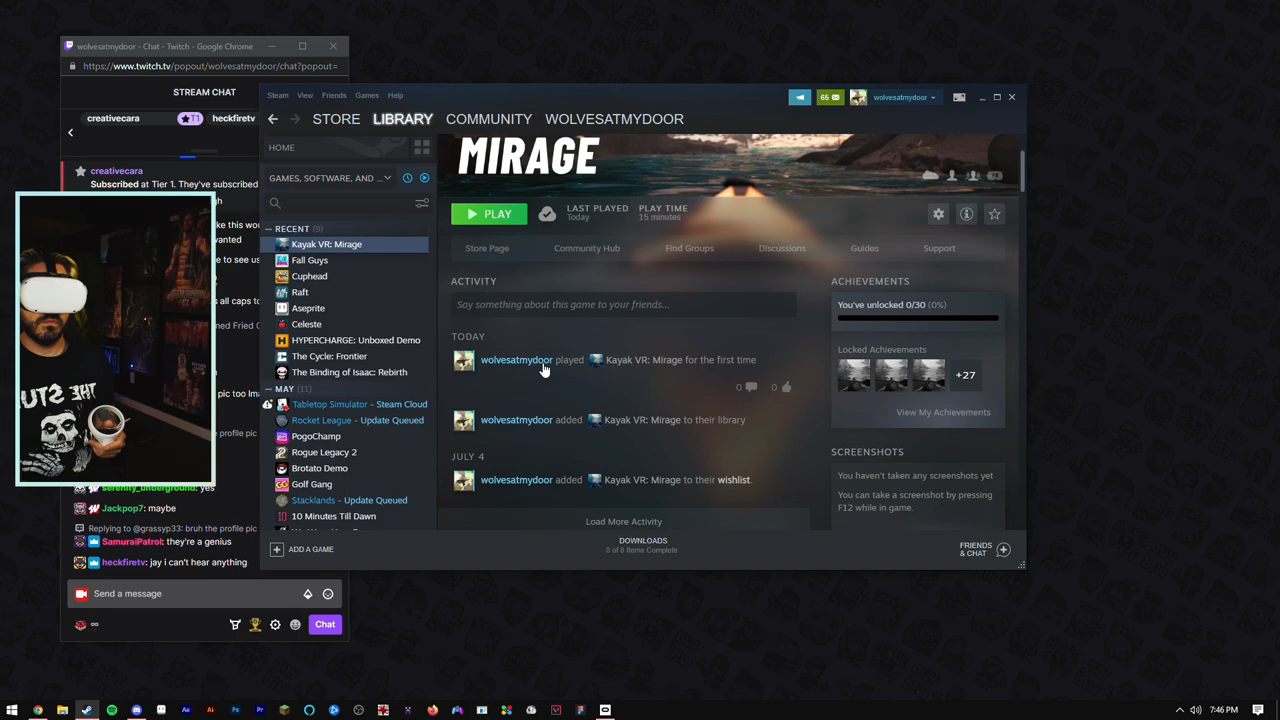 wolvesatmydoor - Chat - Twitch - Google Chrome
https://www.twitch.tv/popout/wolvesatmydoor/chat?popout=
STREAM CHAT
creativecara T1 heckfiretv
creativecara
Subscribed at Tier 1. They've subscribed
all caps to
the profile pic
serenity_underground: yes
Jackpop7: maybe
Replying to @grassyp33: bruh the profile pic
SamuraiPatrol: they're a genius
heckfiretv: jay i can't hear anything
Send a message
Chat
Steam View Friends Games Help
65
wolvesatmydoor
STORE LIBRARY COMMUNITY WOLVESATMYDOOR
HOME
GAMES, SOFTWARE, AND ...
RECENT (9)
Kayak VR: Mirage
Fall Guys
Cuphead
Raft
Aseprite
Celeste
HYPERCHARGE: Unboxed Demo
The Cycle: Frontier
The Binding of Isaac: Rebirth
MAY (11)
Tabletop Simulator - Steam Cloud
Rocket League - Update Queued
PogoChamp
Rogue Legacy 2
Brotato Demo
Golf Gang
Stacklands - Update Queued
10 Minutes Till Dawn
ADD A GAME
MIRAGE
PLAY
LAST PLAYED
Today
PLAY TIME
15 minutes
Store Page Community Hub Find Groups Discussions Guides Support
ACTIVITY
Say something about this game to your friends...
TODAY
wolvesatmydoor played Kayak VR: Mirage for the first time
0 0
wolvesatmydoor added Kayak VR: Mirage to their library
JULY 4
wolvesatmydoor added Kayak VR: Mirage to their wishlist.
Load More Activity
ACHIEVEMENTS
You've unlocked 0/30 (0%)
Locked Achievements
+27
View My Achievements
SCREENSHOTS
You haven't taken any screenshots yet
You can take a screenshot by pressing
F12 while in game.
DOWNLOADS
8 of 8 Items Complete
FRIENDS
& CHAT
THE
STUN
7:46 PM